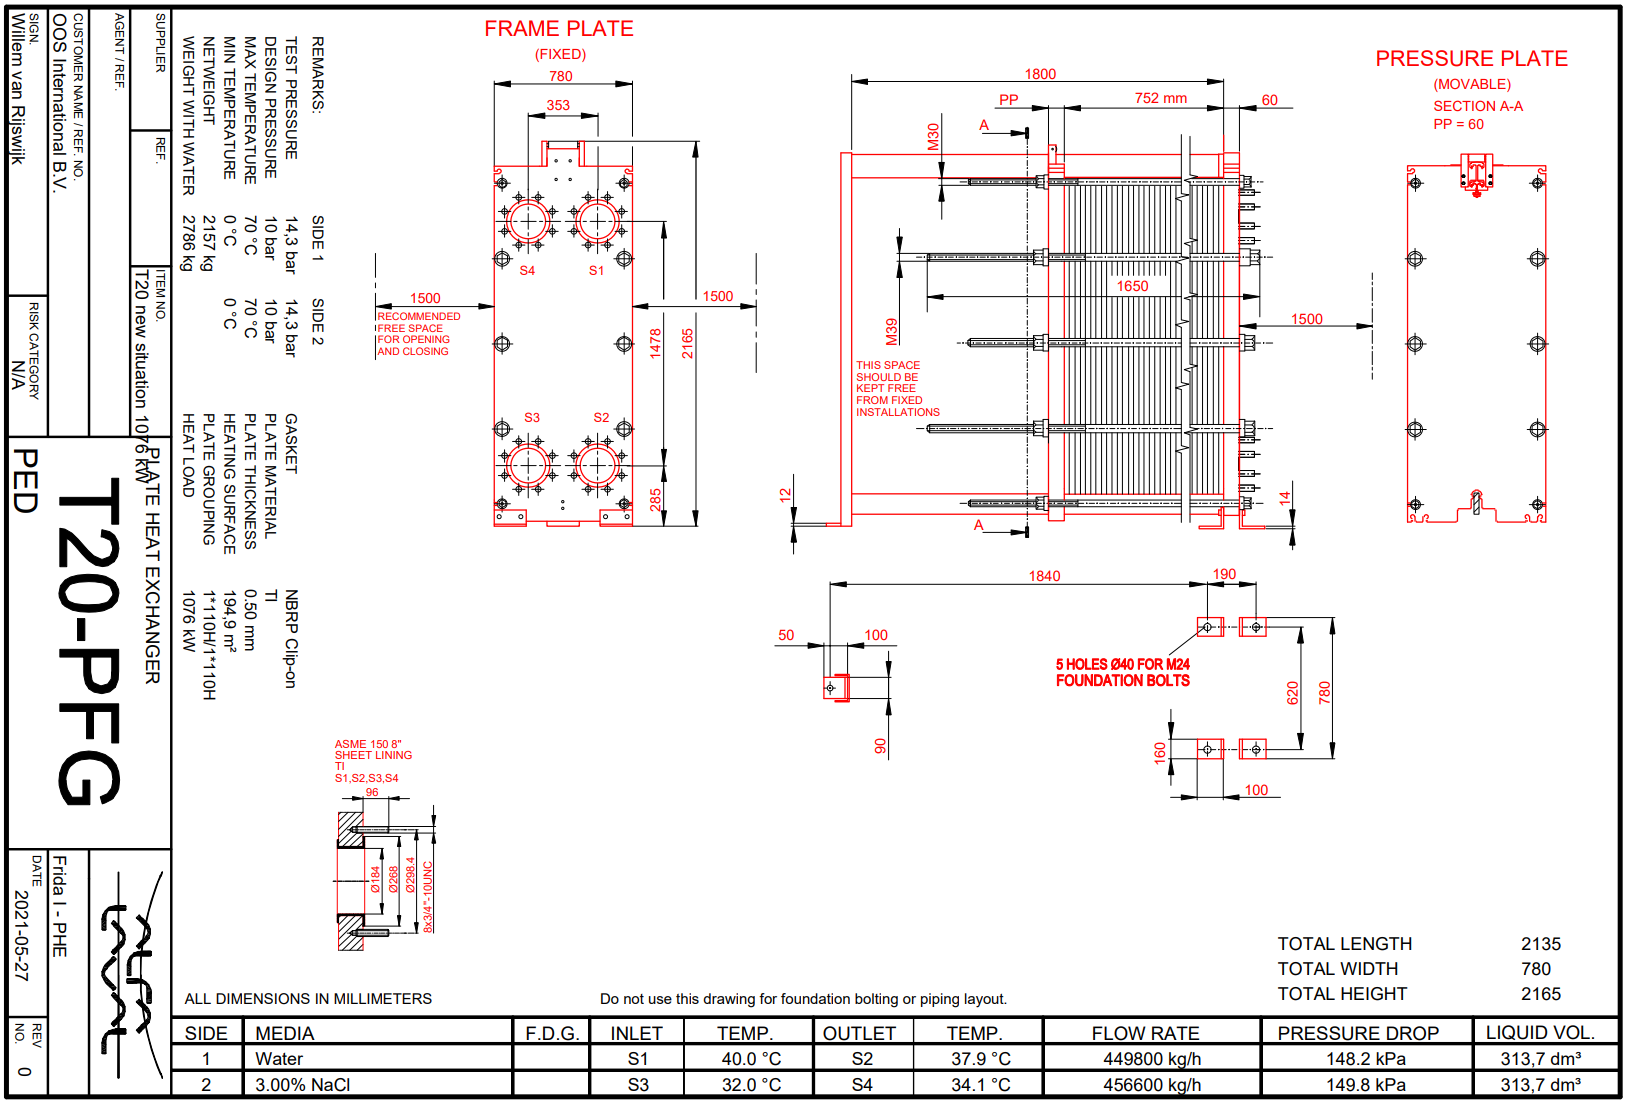 FRAME PLATE
(FIXED)
780
353
S4
S1
S3
S2
1500
RECOMMENDED
FREE SPACE
FOR OPENING
AND CLOSING
1500
1478
2165
285
1800
PP
752 mm
60
A
M30
M39
1650
THIS SPACE
SHOULD BE
KEPT FREE
FROM FIXED
INSTALLATIONS
12
A
14
1500
PRESSURE PLATE
(MOVABLE)
SECTION A-A
PP = 60
1840
190
50
100
90
5 HOLES Ø40 FOR M24
FOUNDATION BOLTS
620
780
160
100
ASME 150 8"
SHEET LINING
TI
S1,S2,S3,S4
96
Ø184
Ø268
Ø298.4
8x3/4"-10UNC
REMARKS: SIDE 1 SIDE 2
TEST PRESSURE 14,3 bar 14,3 bar
DESIGN PRESSURE 10 bar 10 bar
MAX TEMPERATURE 70 °C 70 °C
MIN TEMPERATURE 0 °C 0 °C
NETWEIGHT 2157 kg
WEIGHT WITH WATER 2786 kg
GASKET NBRP Clip-on
PLATE MATERIAL TI
PLATE THICKNESS 0.50 mm
HEATING SURFACE 194,9 m²
PLATE GROUPING 1*110H/1*110H
HEAT LOAD 1076 kW
SUPPLIER
REF.
ITEM NO.
T20 new situation 1076 kW
AGENT / REF.
CUSTOMER NAME / REF. NO.
OOS International B.V.
SIGN.
Willem van Rijswijk
RISK CATEGORY
N/A
PLATE HEAT EXCHANGER
T20-PFG
PED
Alfa Laval
Frida I - PHE
DATE
2021-05-27
REV
NO.
0
TOTAL LENGTH 2135
TOTAL WIDTH 780
TOTAL HEIGHT 2165
ALL DIMENSIONS IN MILLIMETERS
Do not use this drawing for foundation bolting or piping layout.
SIDE MEDIA F.D.G. INLET TEMP. OUTLET TEMP. FLOW RATE PRESSURE DROP LIQUID VOL.
1 Water S1 40.0 °C S2 37.9 °C 449800 kg/h 148.2 kPa 313,7 dm³
2 3.00% NaCl S3 32.0 °C S4 34.1 °C 456600 kg/h 149.8 kPa 313,7 dm³